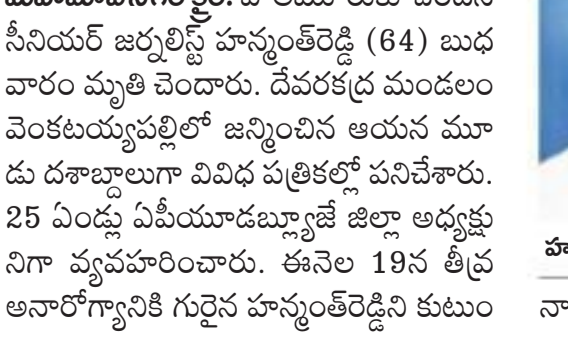 సీనియర్ జర్నలిస్ట్ హన్మంత్‌రెడ్డి (64) బుధ
వారం మృతి చెందారు. దేవరకద్ర మండలం
వెంకటయ్యపల్లిలో జన్మించిన ఆయన మూ
డు దశాబ్దాలుగా వివిధ పత్రికల్లో పనిచేశారు.
25 ఏండ్లు ఏపీయూడబ్ల్యూజే జిల్లా అధ్యక్షు
నిగా వ్యవహరించారు. ఈనెల 19న తీవ్ర
అనారోగ్యానికి గురైన హన్మంత్‌రెడ్డిని కుటుం
హ
నా